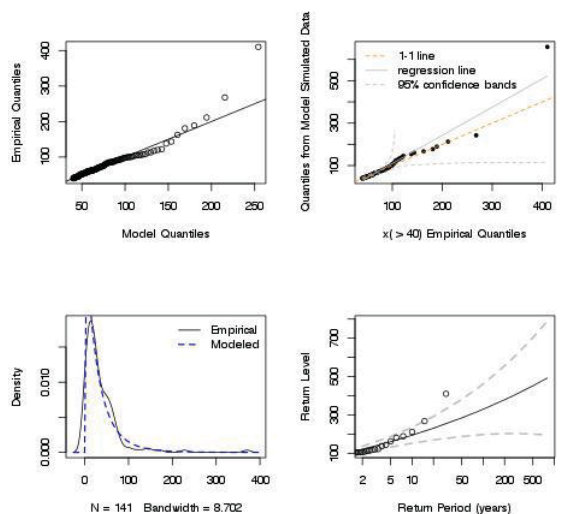 Empirical Quantiles
400
300
200
100
50
100
150
200
250
Model Quantiles
Quantiles from Model Simulated Data
500
300
100
1-1 line
regression line
95% confidence bands
100
200
300
400
x( > 40) Empirical Quantiles
Density
0.010
0.000
Empirical
Modeled
0
100
200
300
400
N = 141 Bandwidth = 8.702
Return Level
700
500
300
100
2
5
10
50
200
500
Return Period (years)